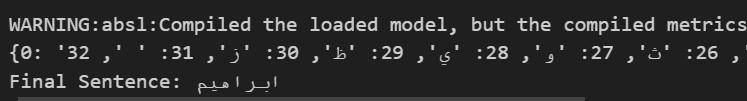 WARNING:absl:Compiled the loaded model, but the compiled metrics
{0: ', 26: 'ث', 27: 'و', 28: 'ي', 29: 'ظ', 30: 'ز', 31: ' ', 32
Final Sentence: ابراهيم